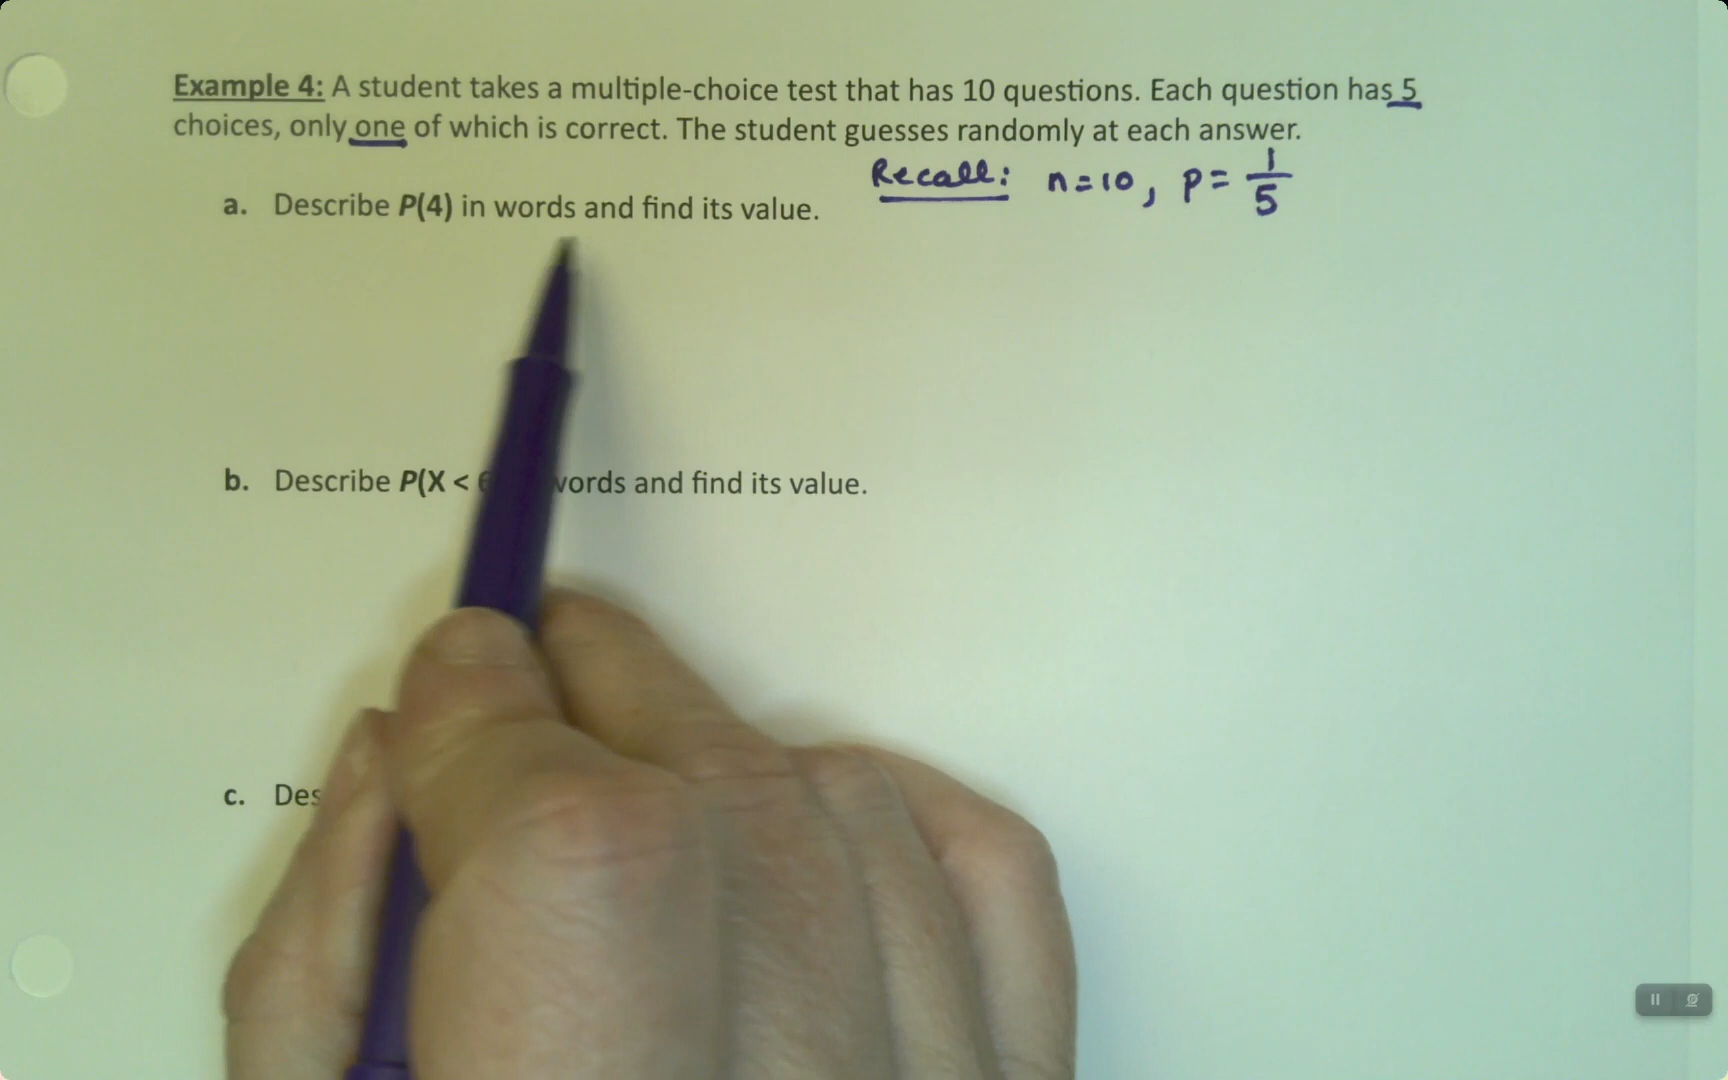 Example 4: A student takes a multiple-choice test that has 10 questions. Each question has 5
choices, only one of which is correct. The student guesses randomly at each answer.
Recall: n=10, p= 1/5
a. Describe P(4) in words and find its value.
b. Describe P(X < words and find its value.
c.